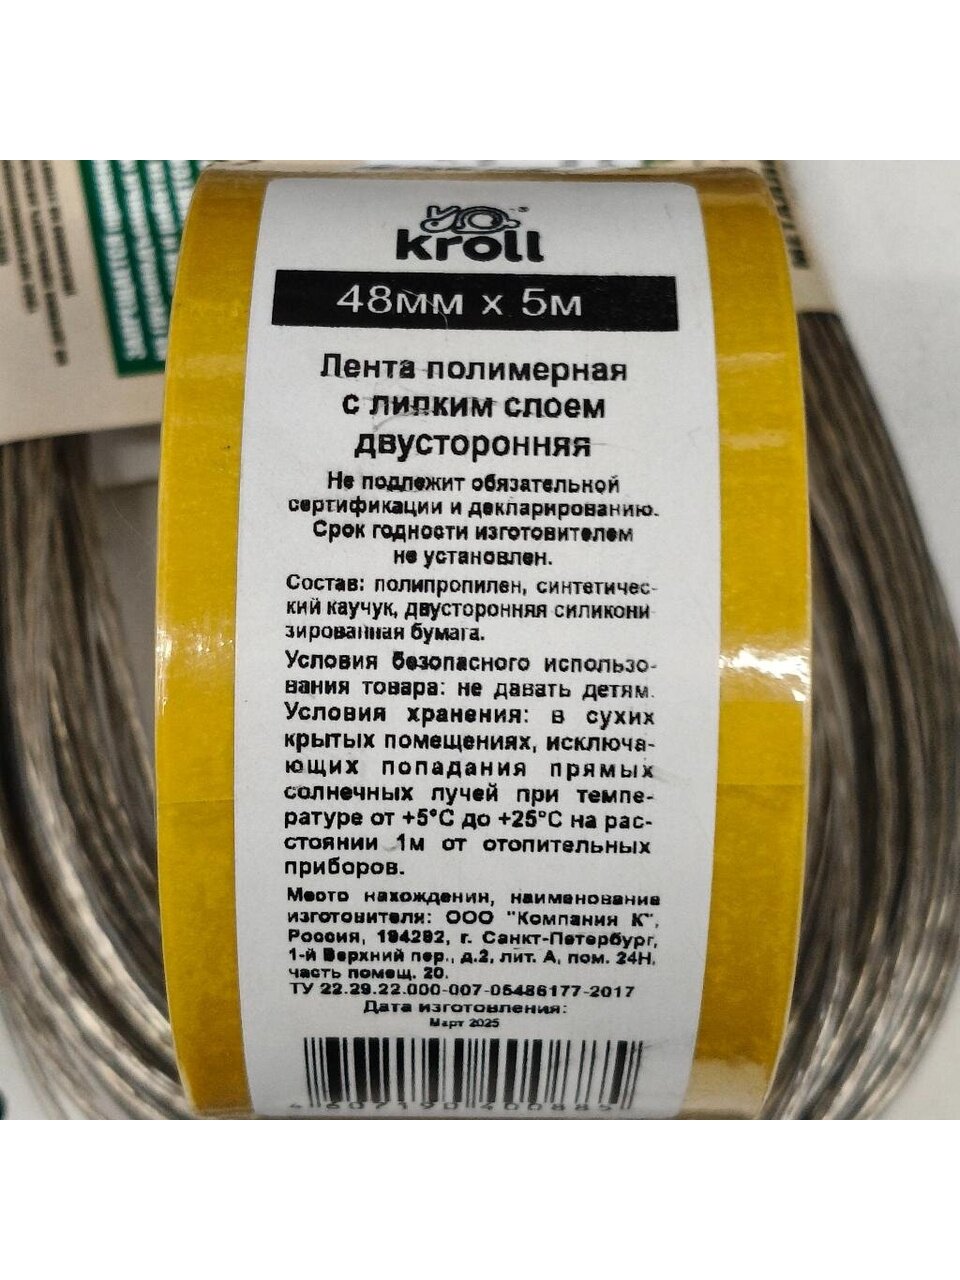 kroll
48мм х 5м
Лента полимерная
с липким слоем
двусторонняя
Не подлежит обязательной
сертификации и декларированию.
Срок годности изготовителем
не установлен.
Состав: полипропилен, синтетичес-
кий каучук, двусторонняя силикони
зированная бумага.
Условия безопасного использо-
вания товара: не давать детям.
Условия хранения: в сухих
крытых помещениях, исключа-
ющих попадания прямых
солнечных лучей при темпе-
ратуре от +5°С до +25°С на рас-
стоянии 1м от отопительных
приборов.
Место нахождении, наименование
изготовителя: ООО "Компания К",
Россия, 194292, г. Санкт-Петербург,
1-й Верхний пер., д.2, лит. А, пом. 24Н,
часть помещ. 20.
ТУ 22.29.22.000-007-05486177-2017
Дата изготовления:
Март 2025
4 607190 400885